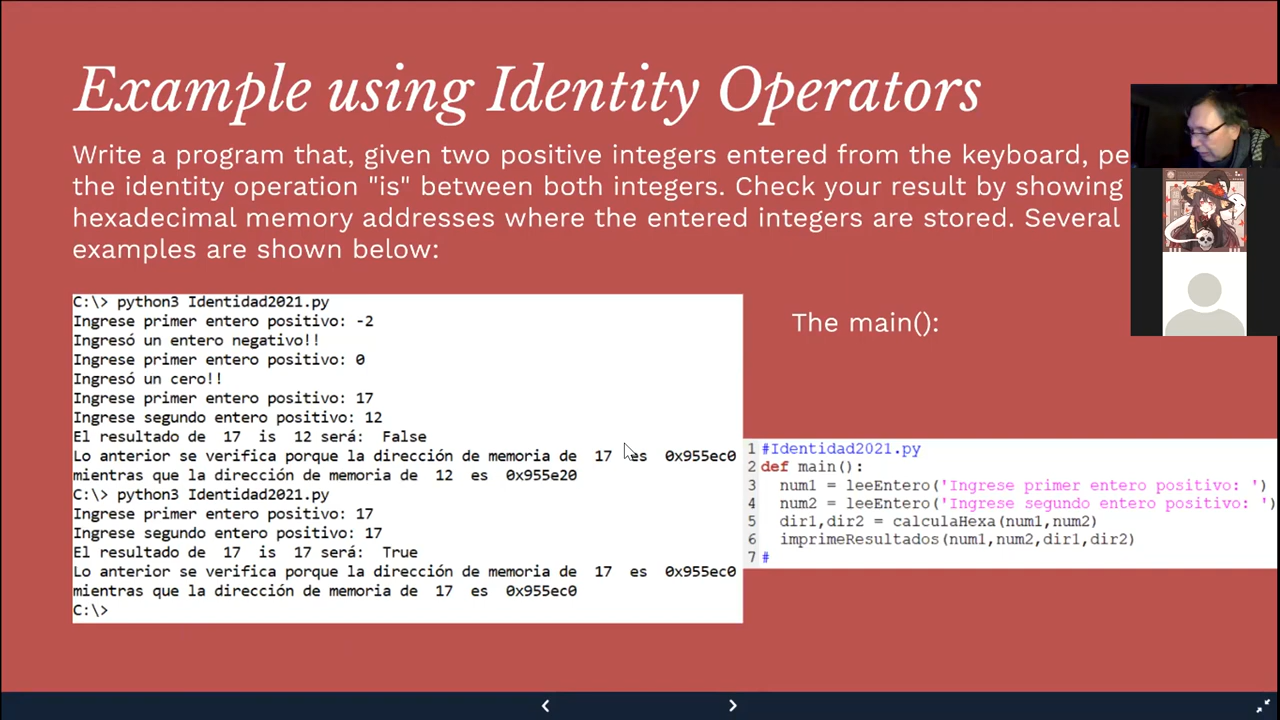 Example using Identity Operators
Write a program that, given two positive integers entered from the keyboard, pe
the identity operation "is" between both integers. Check your result by showing
hexadecimal memory addresses where the entered integers are stored. Several
examples are shown below:
C:\> python3 Identidad2021.py
Ingrese primer entero positivo: -2
Ingresó un entero negativo!!
Ingrese primer entero positivo: 0
Ingresó un cero!!
Ingrese primer entero positivo: 17
Ingrese segundo entero positivo: 12
El resultado de 17 is 12 será: False
Lo anterior se verifica porque la dirección de memoria de 17 es 0x955ec0
mientras que la dirección de memoria de 12 es 0x955e20
C:\> python3 Identidad2021.py
Ingrese primer entero positivo: 17
Ingrese segundo entero positivo: 17
El resultado de 17 is 17 será: True
Lo anterior se verifica porque la dirección de memoria de 17 es 0x955ec0
mientras que la dirección de memoria de 17 es 0x955ec0
C:\>
The main():
1 #Identidad2021.py
2 def main():
3 num1 = leeEntero('Ingrese primer entero positivo: ')
4 num2 = leeEntero('Ingrese segundo entero positivo: ')
5 dir1,dir2 = calculaHexa(num1,num2)
6 imprimeResultados(num1,num2,dir1,dir2)
7 #